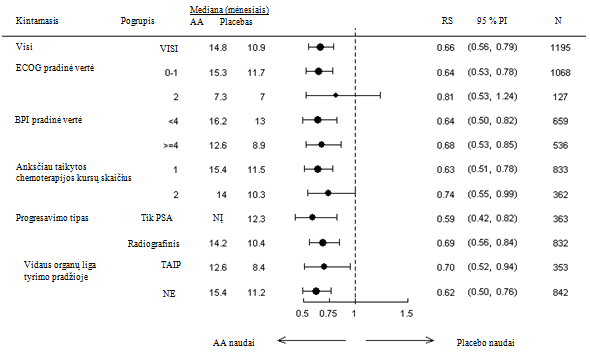 Mediana (mėnesiais)
Kintamasis Pogrupis AA Placebas RS 95 % PI N
Visi VISI 14.8 10.9 0.66 (0.56, 0.79) 1195
ECOG pradinė vertė 0-1 15.3 11.7 0.64 (0.53, 0.78) 1068
2 7.3 7 0.81 (0.53, 1.24) 127
BPI pradinė vertė <4 16.2 13 0.64 (0.50, 0.82) 659
>=4 12.6 8.9 0.68 (0.53, 0.85) 536
Anksčiau taikytos
chemoterapijos kursų skaičius 1 15.4 11.5 0.63 (0.51, 0.78) 833
2 14 10.3 0.74 (0.55, 0.99) 362
Progresavimo tipas Tik PSA NĮ 12.3 0.59 (0.42, 0.82) 363
Radiografinis 14.2 10.4 0.69 (0.56, 0.84) 832
Vidaus organų liga
tyrimo pradžioje TAIP 12.6 8.4 0.70 (0.52, 0.94) 353
NE 15.4 11.2 0.62 (0.50, 0.76) 842
0.5 0.75 1 1.5
AA naudai Placebo naudai